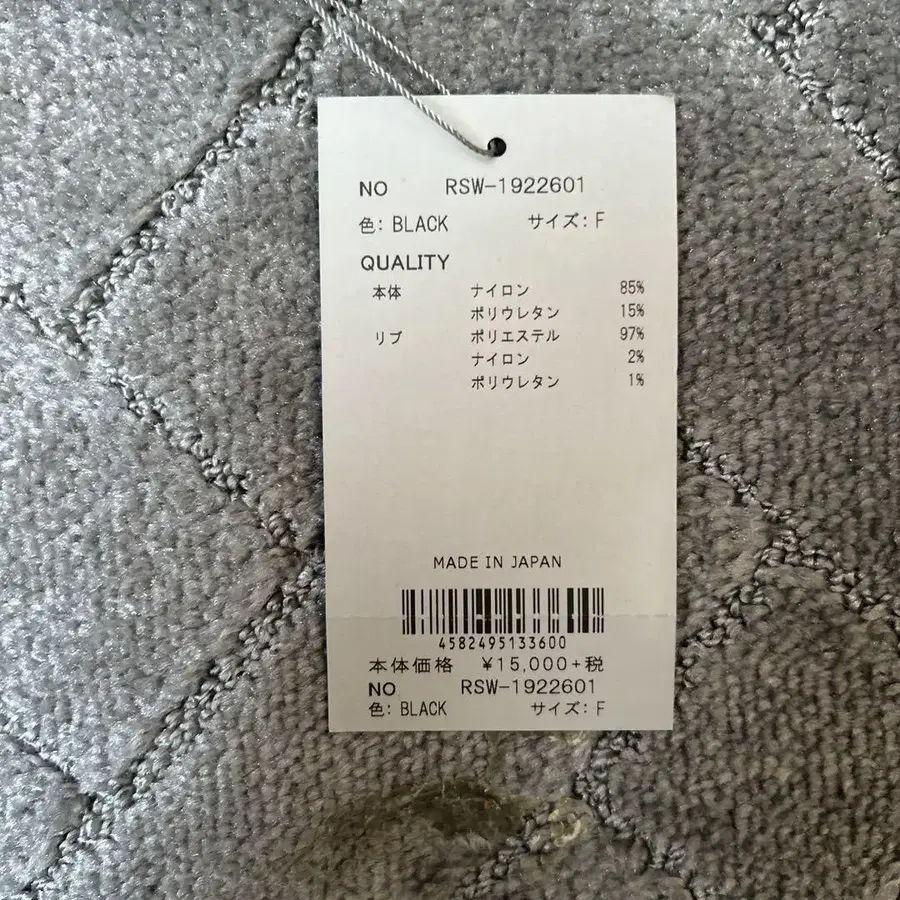 NO RSW-1922601
色: BLACK サイズ: F
QUALITY
本体 ナイロン 85%
ポリウレタン 15%
リブ ポリエステル 97%
ナイロン 2%
ポリウレタン 1%
MADE IN JAPAN
4582495133600
本体価格 ¥15,000+税
NO RSW-1922601
色: BLACK サイズ: F